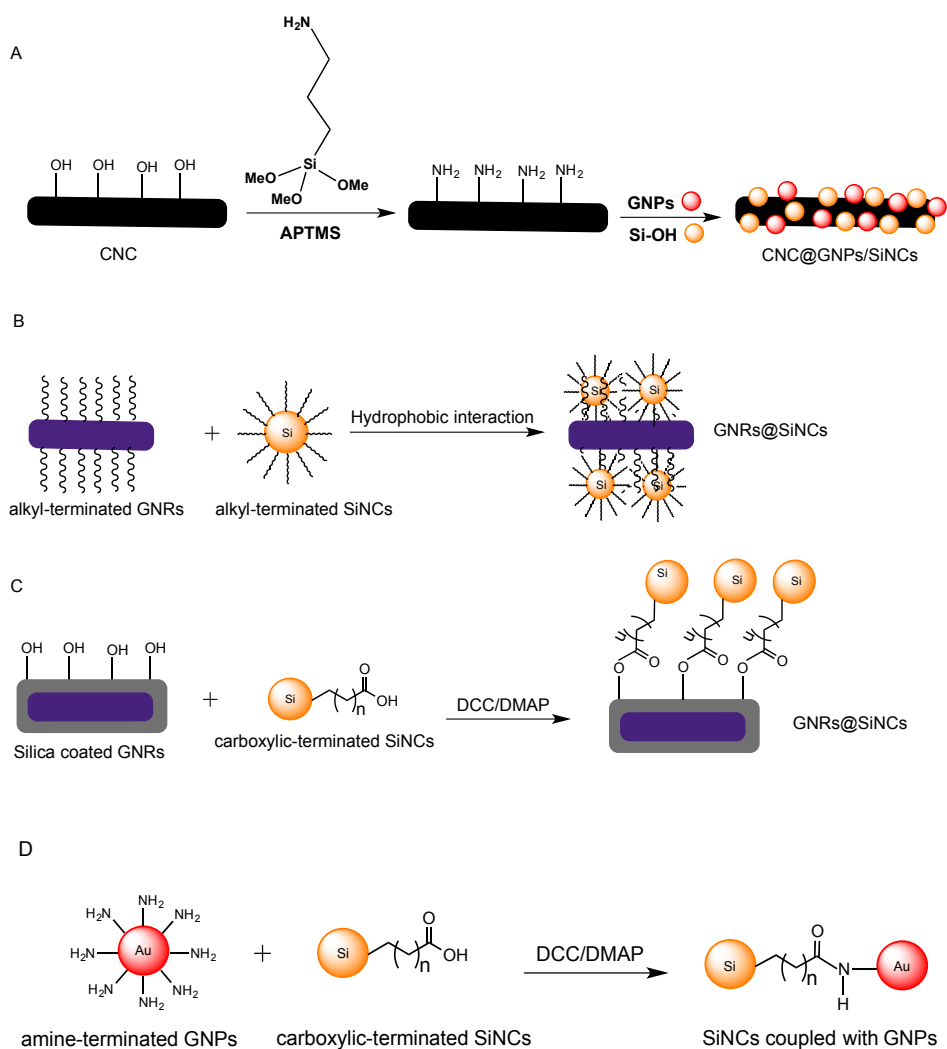 A
H2N
Si
MeO
OMe
MeO
OH OH OH OH
CNC
APTMS
NH2 NH2 NH2 NH2
GNPs
Si-OH
CNC@GNPs/SiNCs
B
alkyl-terminated GNRs
+
Si
alkyl-terminated SiNCs
Hydrophobic interaction
Si Si
Si Si
GNRs@SiNCs
C
OH OH OH OH
Silica coated GNRs
+
Si
n
O
OH
carboxylic-terminated SiNCs
DCC/DMAP
Si Si Si
n n n
O O O
O O O
GNRs@SiNCs
D
NH2
H2N NH2
H2N Au NH2
H2N NH2
NH2
amine-terminated GNPs
+
Si
n
O
OH
carboxylic-terminated SiNCs
DCC/DMAP
O
Si n N Au
H
SiNCs coupled with GNPs